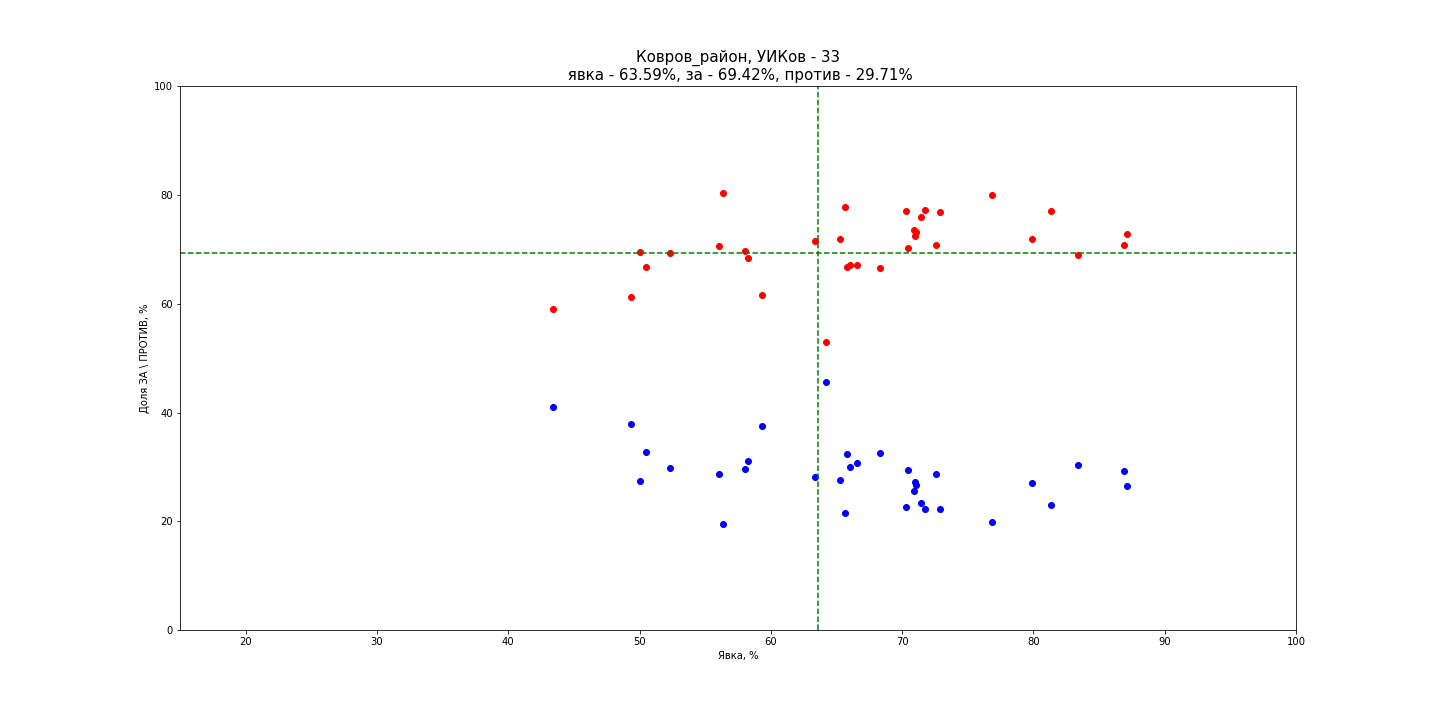 Ковров_район, УИКов - 33
явка - 63.59%, за - 69.42%, против - 29.71%
100
80
60
40
20
0
Доля ЗА \ ПРОТИВ, %
20 30 40 50 60 70 80 90 100
Явка, %